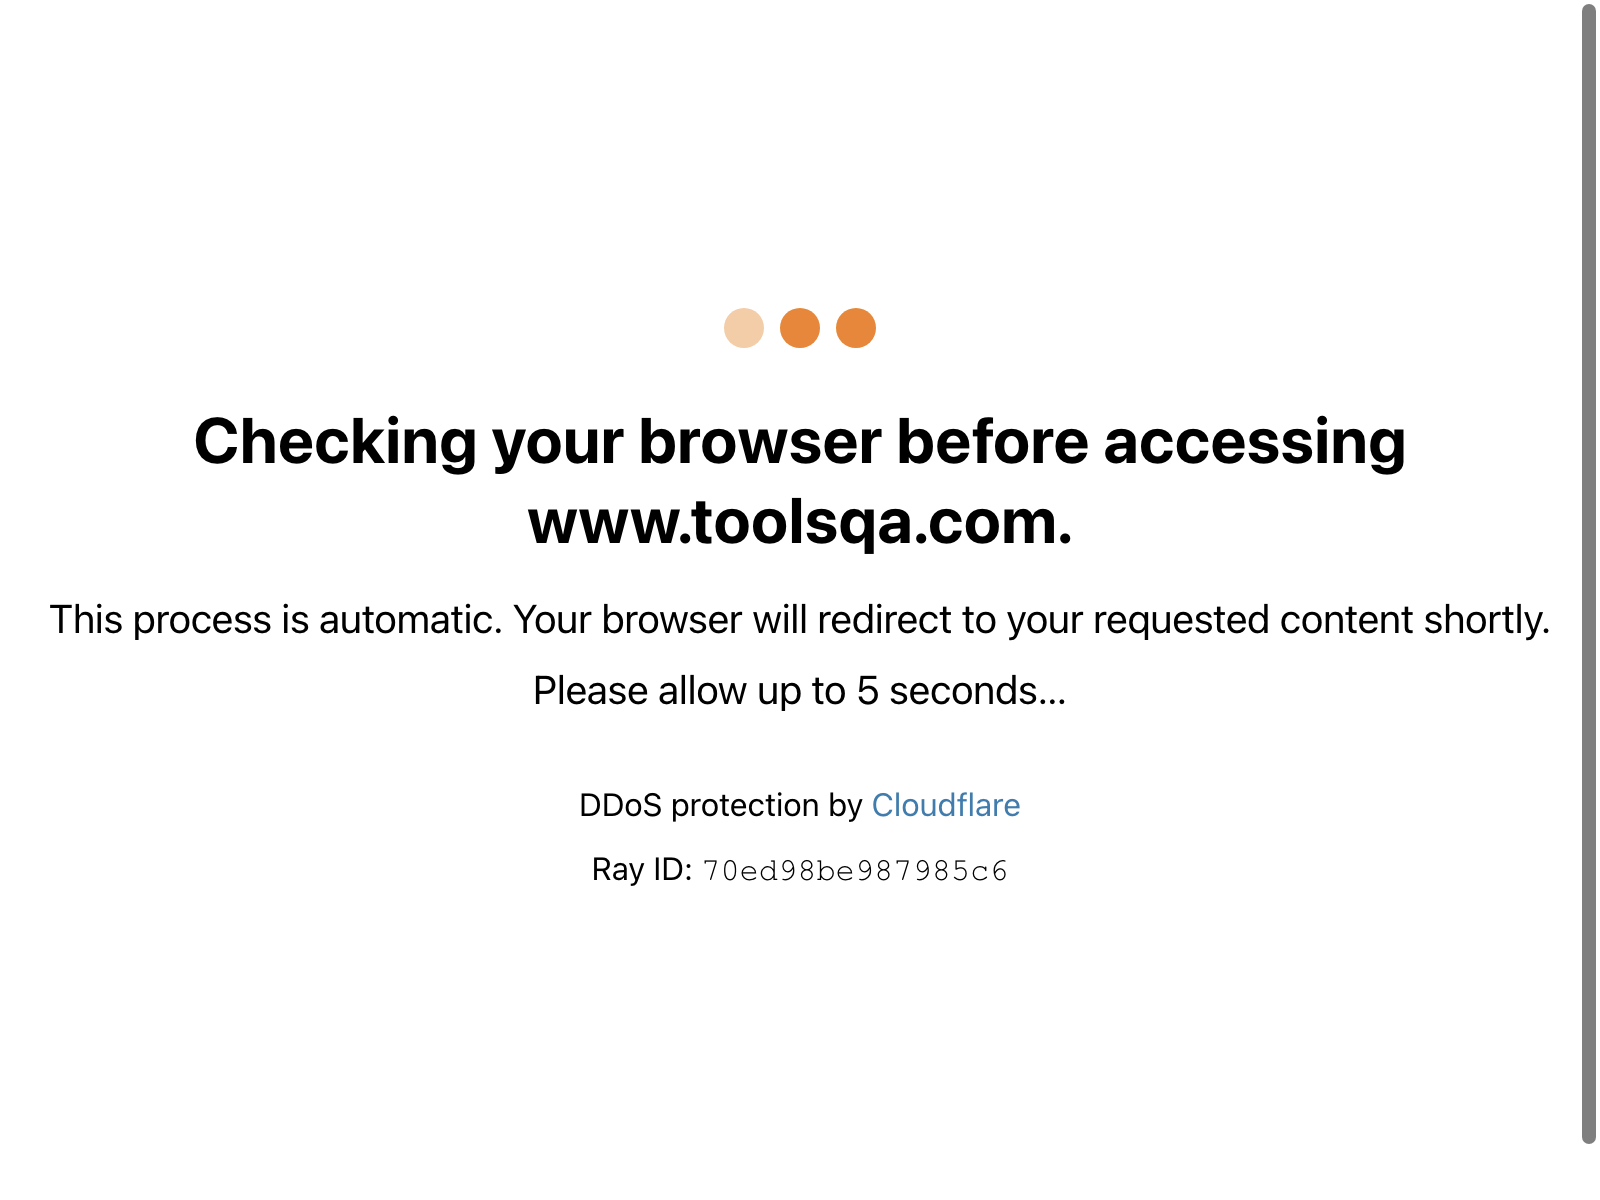 Checking your browser before accessing
www.toolsqa.com.
This process is automatic. Your browser will redirect to your requested content shortly.
Please allow up to 5 seconds...
DDoS protection by Cloudflare
Ray ID: 70ed98be987985c6